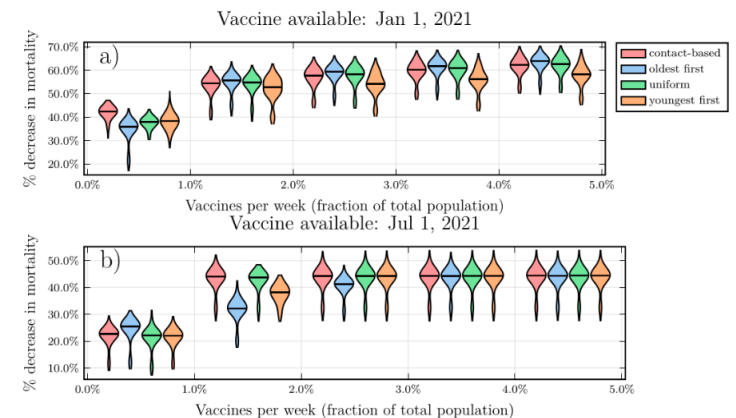 Vaccine available: Jan 1, 2021
% decrease in mortality
a)
70.0%
60.0%
50.0%
40.0%
30.0%
20.0%
0.0% 1.0% 2.0% 3.0% 4.0% 5.0%
Vaccines per week (fraction of total population)
contact-based
oldest first
uniform
youngest first
Vaccine available: Jul 1, 2021
% decrease in mortality
b)
50.0%
40.0%
30.0%
20.0%
10.0%
0.0% 1.0% 2.0% 3.0% 4.0% 5.0%
Vaccines per week (fraction of total population)